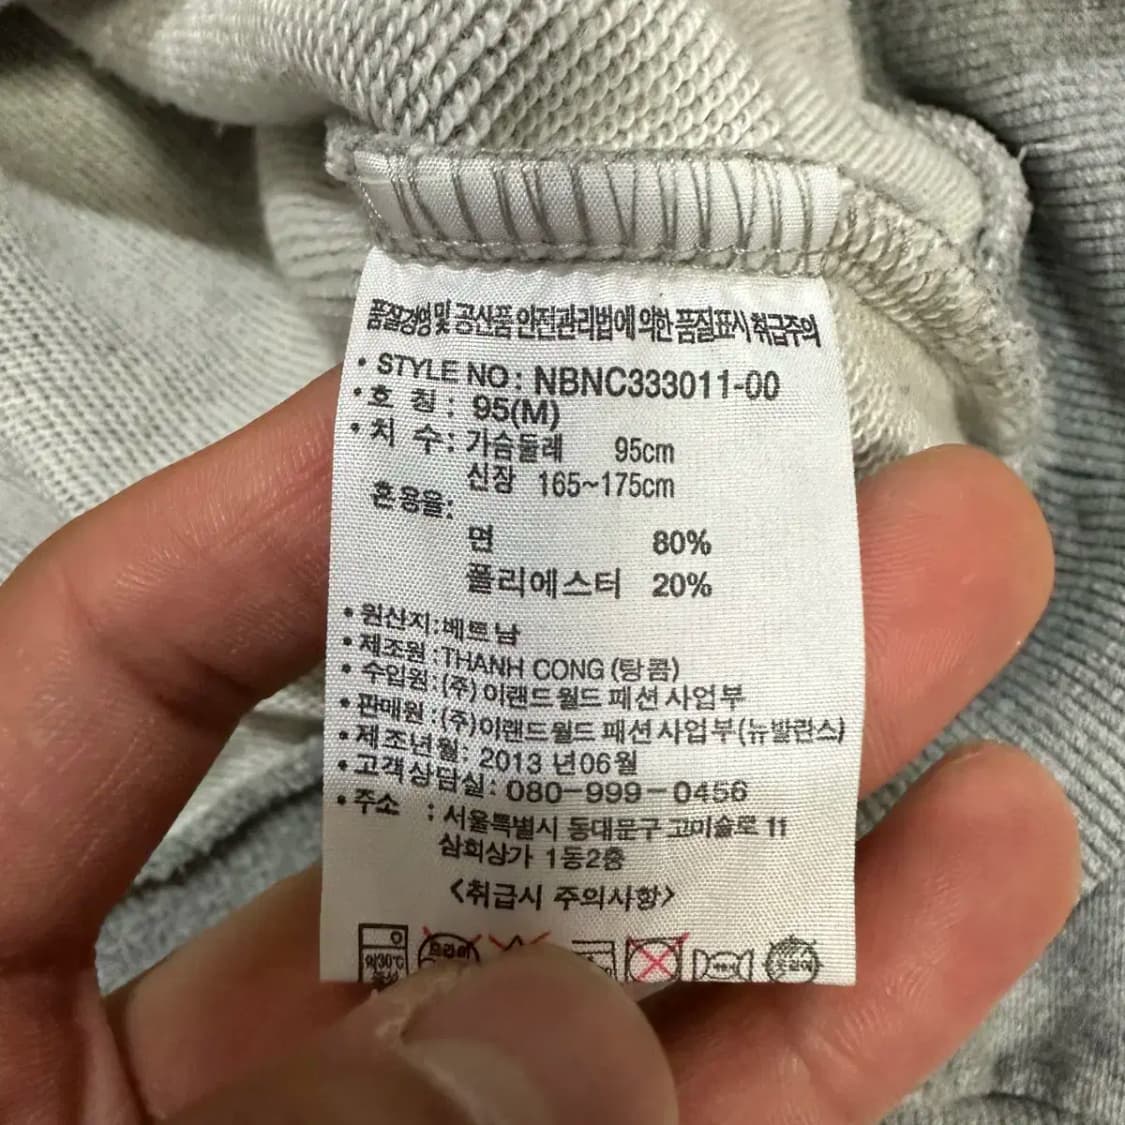 품질경영 및 공산품 안전관리법에 의한 품질표시 취급주의
• STYLE NO : NBNC333011-00
• 호 칭 : 95(M)
• 치 수 : 가슴둘레 95cm
신장 165~175cm
혼용율:
면 80%
폴리에스터 20%
• 원산지:베트남
• 제조원 :THANH CONG (탕콤)
• 수입원 :(주) 이랜드월드 패션 사업부
• 판매원 :(주)이랜드월드 패션 사업부(뉴발란스)
• 제조년월: 2013 년06월
• 고객상담실: 080-999-0456
• 주소 : 서울특별시 동대문구 고미술로 11
삼희상가 1동2층
<취급시 주의사항>
약30℃
드라이